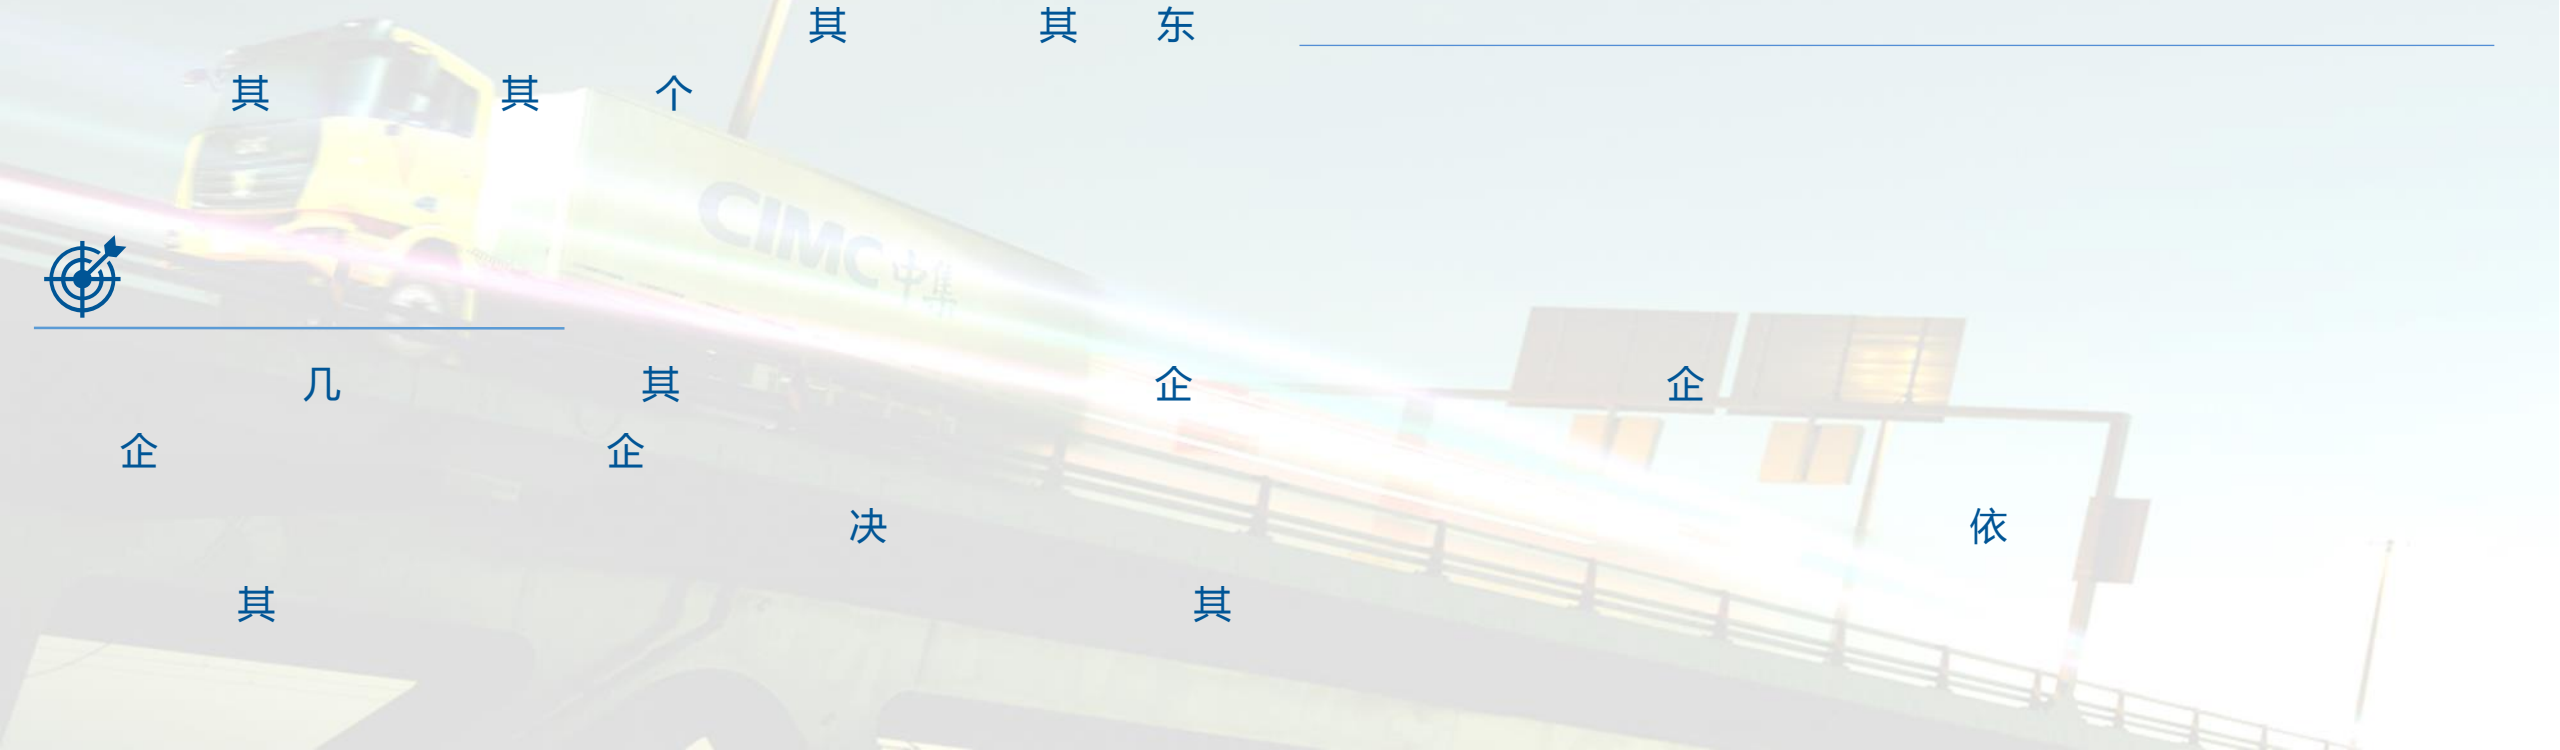 其 其 东
其 其 个
CIMC 中集
几 其 企 企
企 企
决 依
其 其